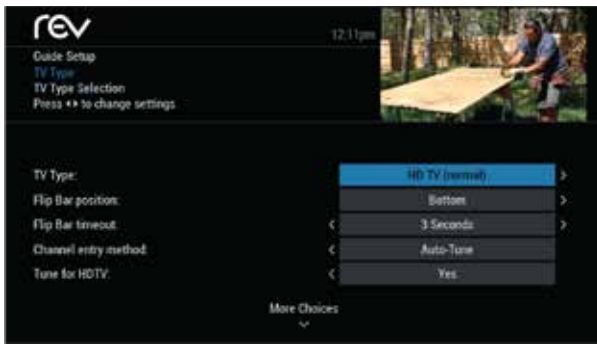 rev
12:11pm
Guide Setup
TV Type
TV Type Selection
Press ◂▸ to change settings
TV Type: HD TV (normal) >
Flip Bar position: Bottom >
Flip Bar timeout: < 3 Seconds >
Channel entry method: < Auto-Tune
Tune for HDTV: < Yes
More Choices